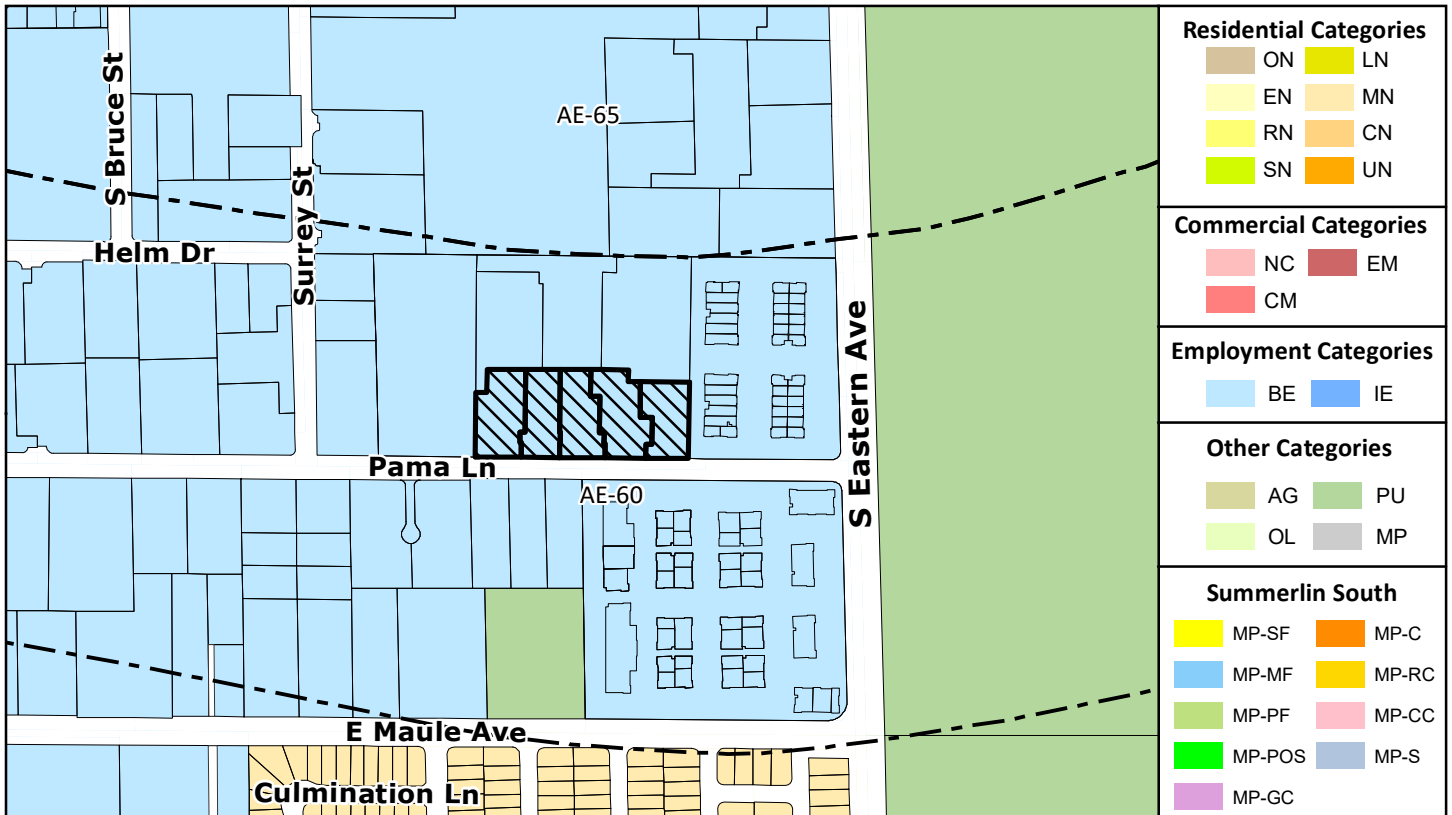 S Bruce St
Surrey St
AE-65
Helm Dr
S Eastern Ave
Pama Ln
AE-60
E Maule Ave
Culmination Ln
Residential Categories
ON LN
EN MN
RN CN
SN UN
Commercial Categories
NC EM
CM
Employment Categories
BE IE
Other Categories
AG PU
OL MP
Summerlin South
MP-SF MP-C
MP-MF MP-RC
MP-PF MP-CC
MP-POS MP-S
MP-GC